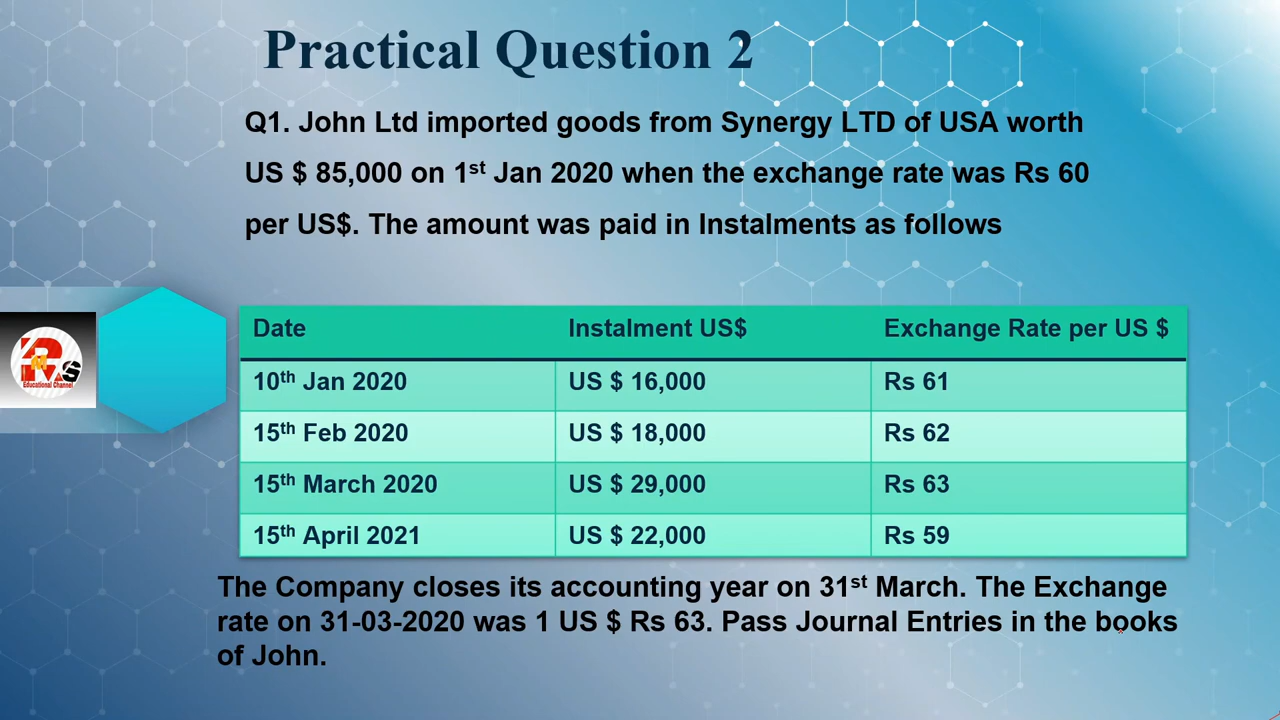 Practical Question 2
Q1. John Ltd imported goods from Synergy LTD of USA worth
US $ 85,000 on 1st Jan 2020 when the exchange rate was Rs 60
per US$. The amount was paid in Instalments as follows
Date Instalment US$ Exchange Rate per US $
10th Jan 2020 US $ 16,000 Rs 61
15th Feb 2020 US $ 18,000 Rs 62
15th March 2020 US $ 29,000 Rs 63
15th April 2021 US $ 22,000 Rs 59
Educational Channel
The Company closes its accounting year on 31st March. The Exchange
rate on 31-03-2020 was 1 US $ Rs 63. Pass Journal Entries in the books
of John.